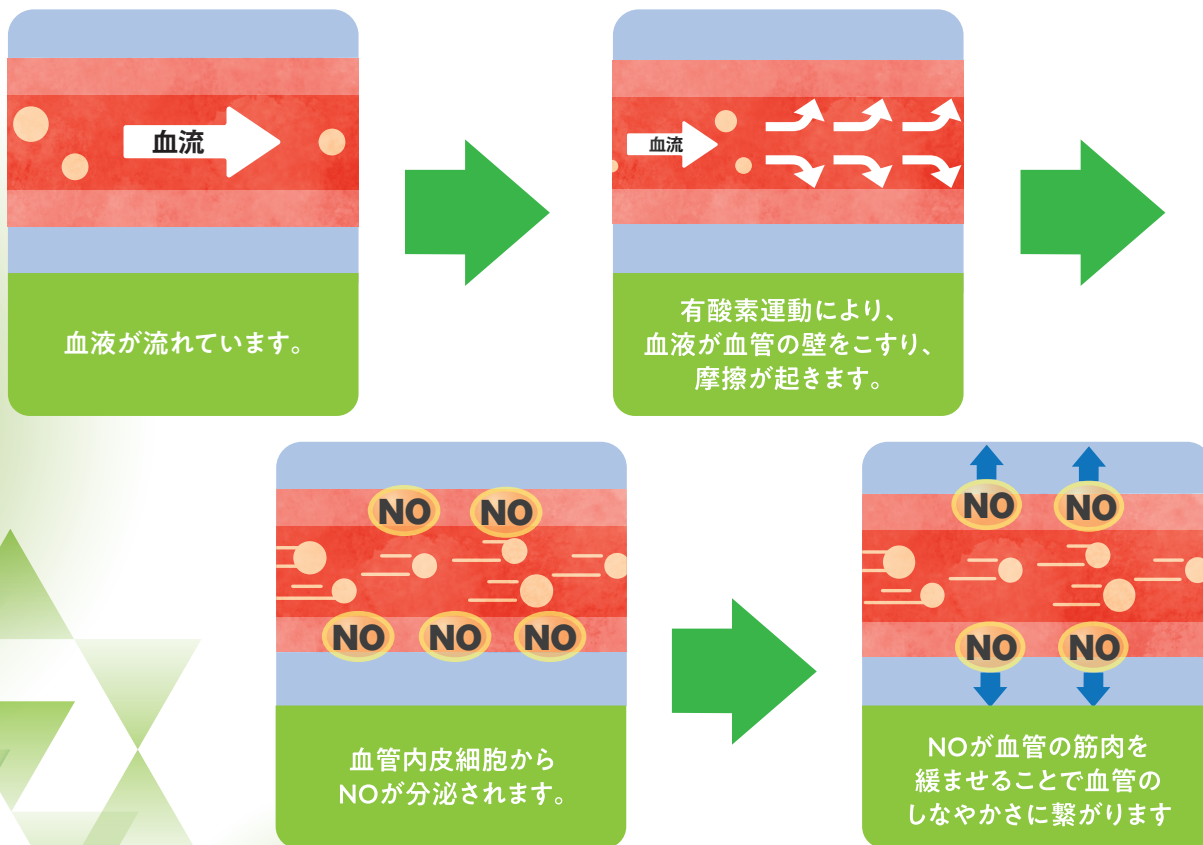 血流
血液が流れています。
血流
有酸素運動により、
血液が血管の壁をこすり、
摩擦が起きます。
NO
NO
NO
NO
NO
血管内皮細胞から
NOが分泌されます。
NO
NO
NO
NO
NOが血管の筋肉を
緩ませることで血管の
しなやかさに繋がります